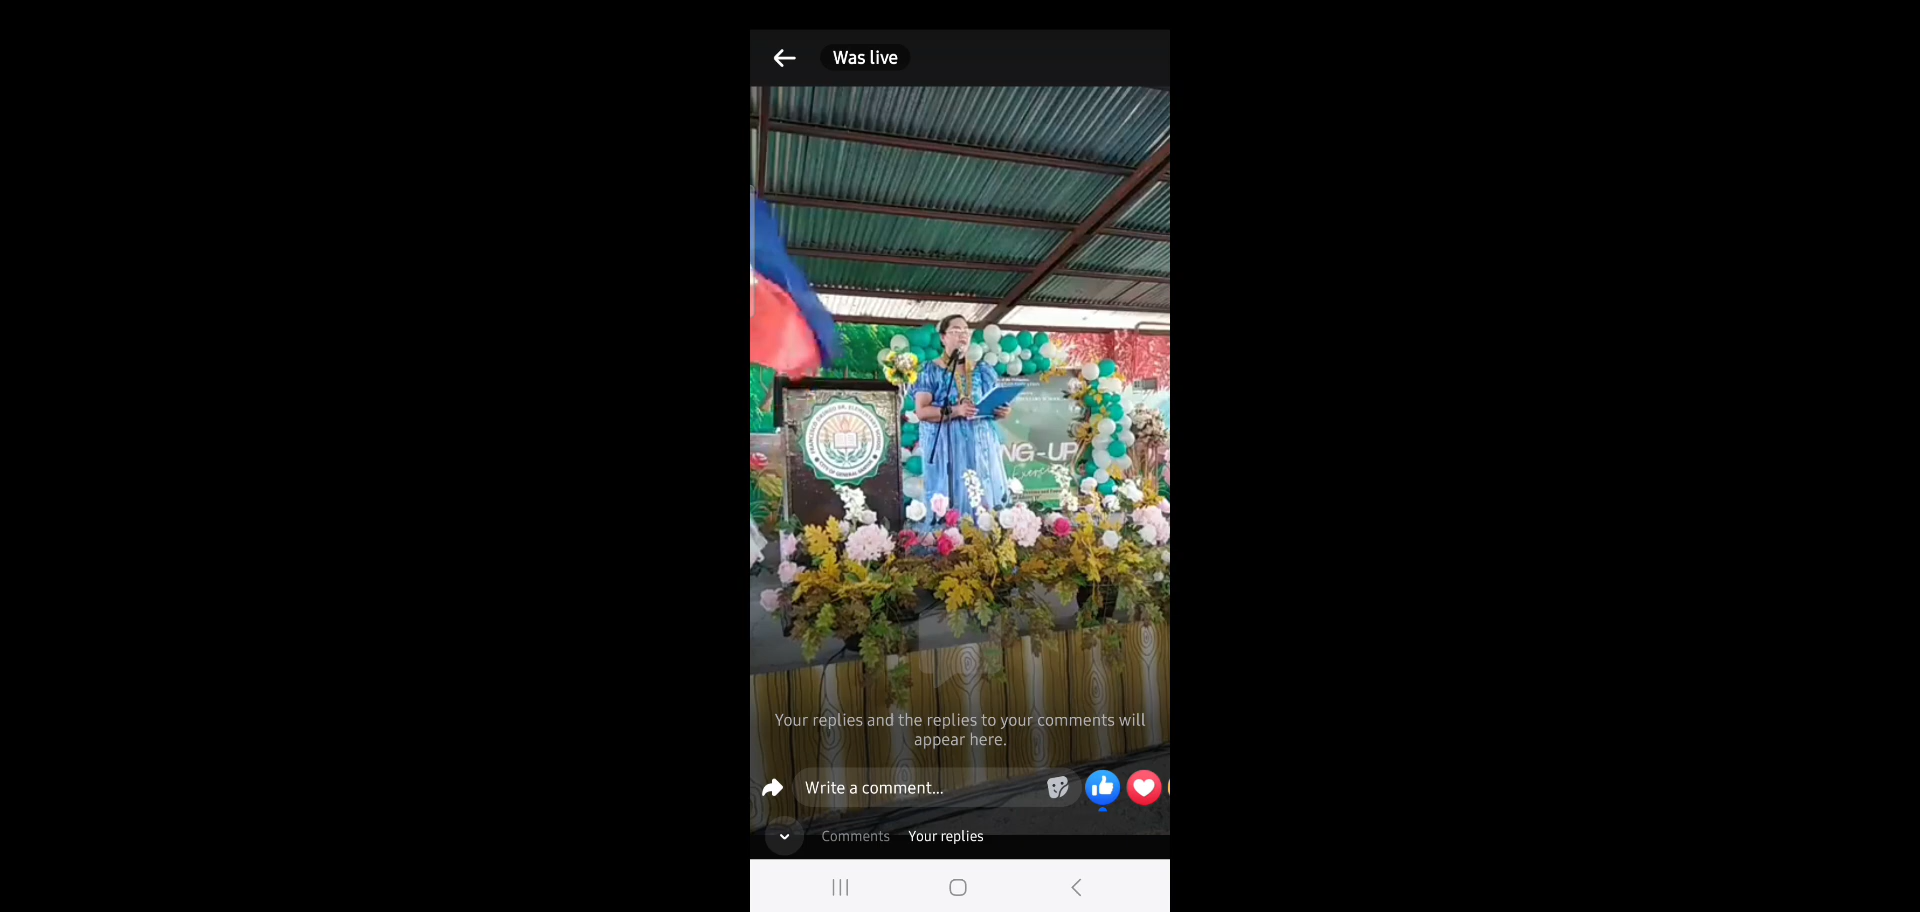 Was live
NG-UP
Your replies and the replies to your comments will
appear here.
Write a comment...
Comments
Your replies